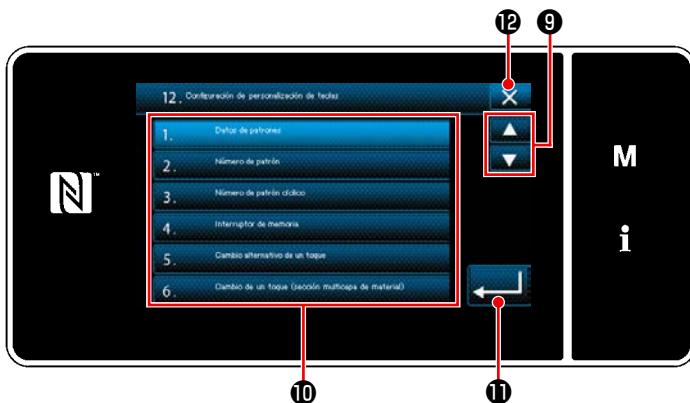 ⓬ ❾
12. Configuración de personalización de teclas
1. Datos de patrones
2. Número de patrón
3. Número de patrón cíclico
4. Interruptor de memoria
5. Cambio alternativo de un toque
6. Cambio de un toque (sección multicapa de material)
N™
M
i
❿ ⓫